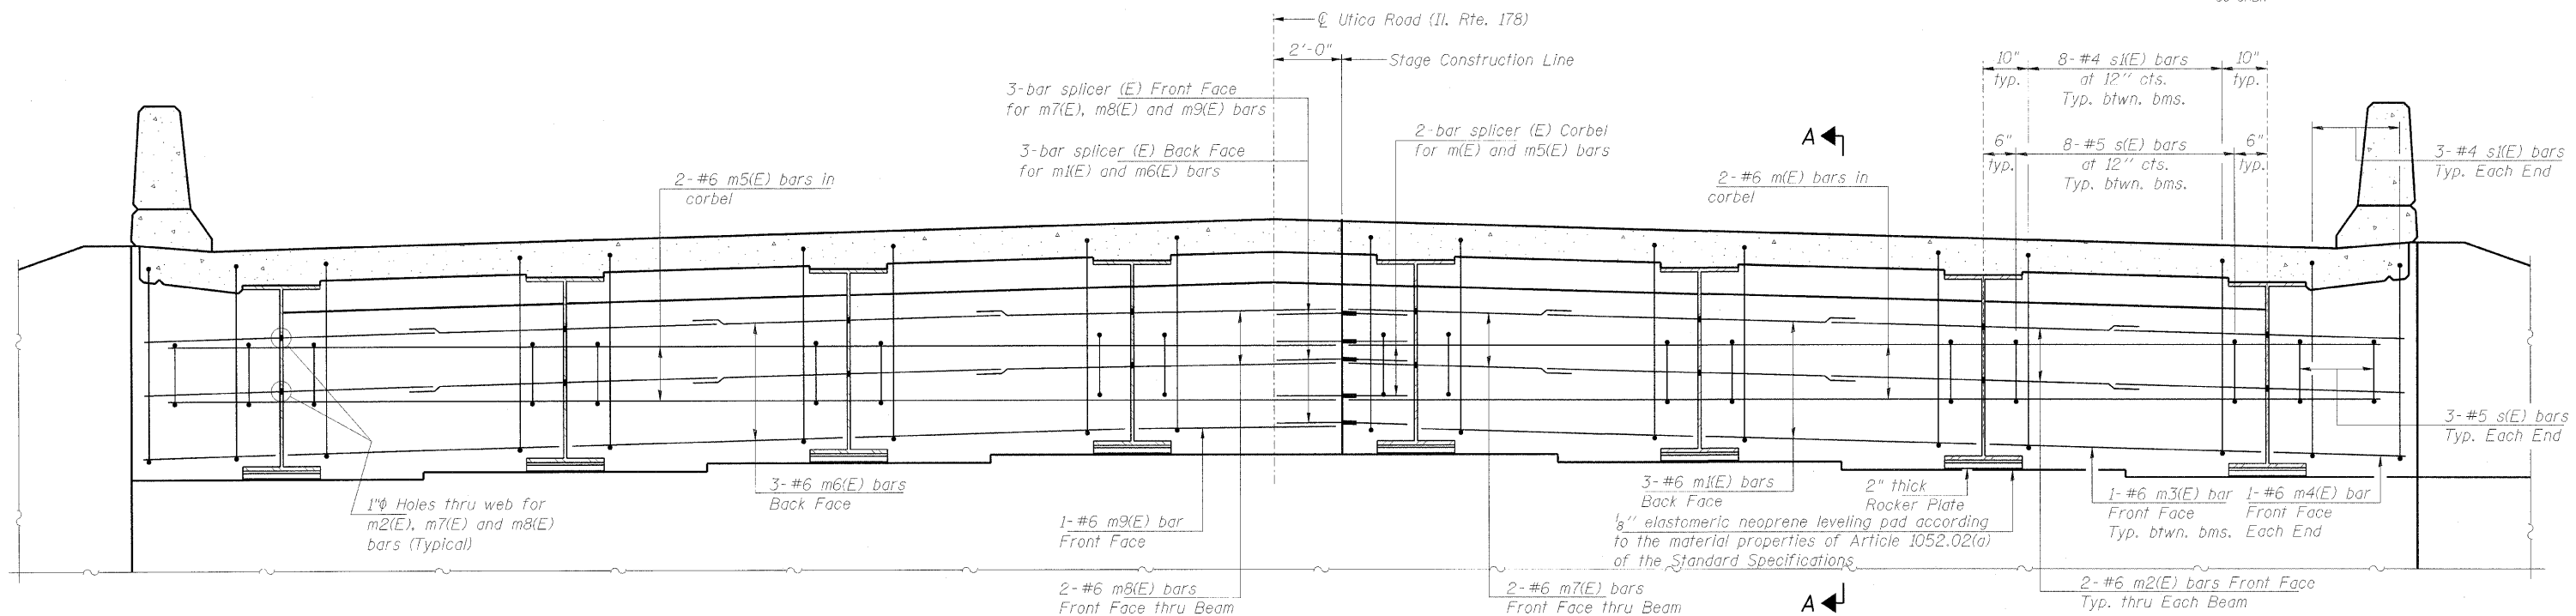 ℄ Utica Road (Il. Rte. 178)
2'-0"
Stage Construction Line
3-bar splicer (E) Front Face
for m7(E), m8(E) and m9(E) bars
3-bar splicer (E) Back Face
for m1(E) and m6(E) bars
2-bar splicer (E) Corbel
for m(E) and m5(E) bars
A
10"
typ.
8-#4 s1(E) bars
at 12" cts.
Typ. btwn. bms.
10"
typ.
6"
typ.
8-#5 s(E) bars
at 12" cts.
Typ. btwn. bms.
6"
typ.
3-#4 s1(E) bars
Typ. Each End
2-#6 m5(E) bars in
corbel
2-#6 m(E) bars in
corbel
3-#5 s(E) bars
Typ. Each End
1"ϕ Holes thru web for
m2(E), m7(E) and m8(E)
bars (Typical)
3-#6 m6(E) bars
Back Face
1-#6 m9(E) bar
Front Face
2-#6 m8(E) bars
Front Face thru Beam
3-#6 m1(E) bars
Back Face
2" thick
Rocker Plate
1/8" elastomeric neoprene leveling pad according
to the material properties of Article 1052.02(a)
of the Standard Specifications
2-#6 m7(E) bars
Front Face thru Beam
1-#6 m3(E) bar
Front Face
Typ. btwn. bms.
1-#6 m4(E) bar
Front Face
Each End
2-#6 m2(E) bars Front Face
Typ. thru Each Beam
A